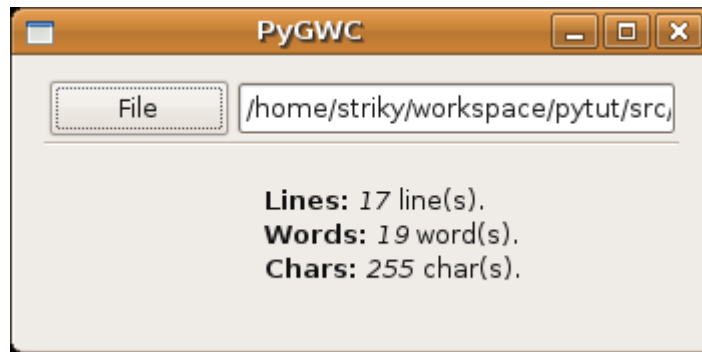 PyGWC
File /home/striky/workspace/pytut/src/
Lines: 17 line(s).
Words: 19 word(s).
Chars: 255 char(s).